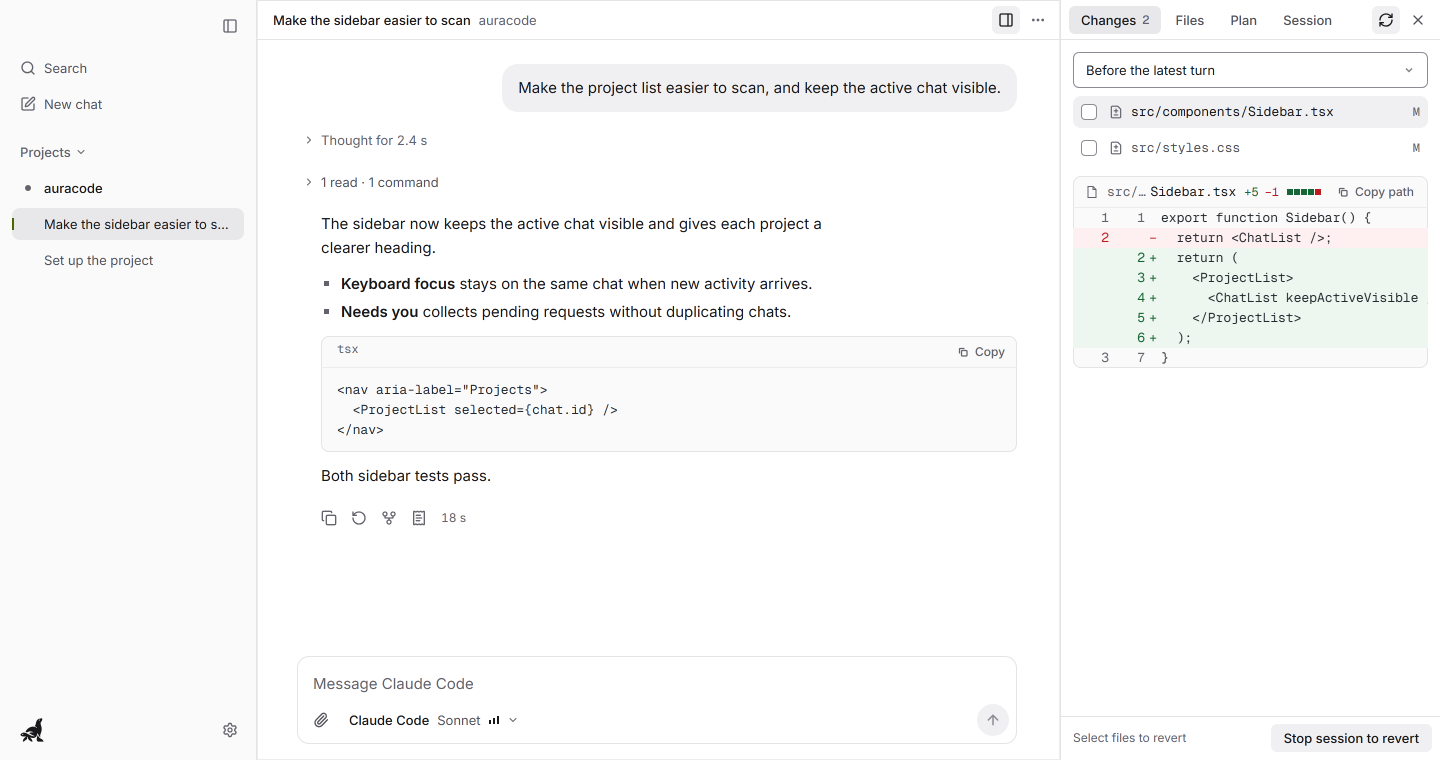 Search
New chat
Projects
auracode
Make the sidebar easier to s...
Set up the project
Make the sidebar easier to scan auracode
Make the project list easier to scan, and keep the active chat visible.
Thought for 2.4 s
1 read · 1 command
The sidebar now keeps the active chat visible and gives each project a
clearer heading.
Keyboard focus stays on the same chat when new activity arrives.
Needs you collects pending requests without duplicating chats.
tsx Copy
<nav aria-label="Projects">
  <ProjectList selected={chat.id} />
</nav>
Both sidebar tests pass.
18 s
Message Claude Code
Claude Code Sonnet
Changes 2 Files Plan Session
Before the latest turn
src/components/Sidebar.tsx M
src/styles.css M
src/… Sidebar.tsx +5 −1 Copy path
1 1 export function Sidebar() {
2 − return <ChatList />;
2 + return (
3 + <ProjectList>
4 + <ChatList keepActiveVisible
5 + </ProjectList>
6 + );
3 7 }
Select files to revert
Stop session to revert